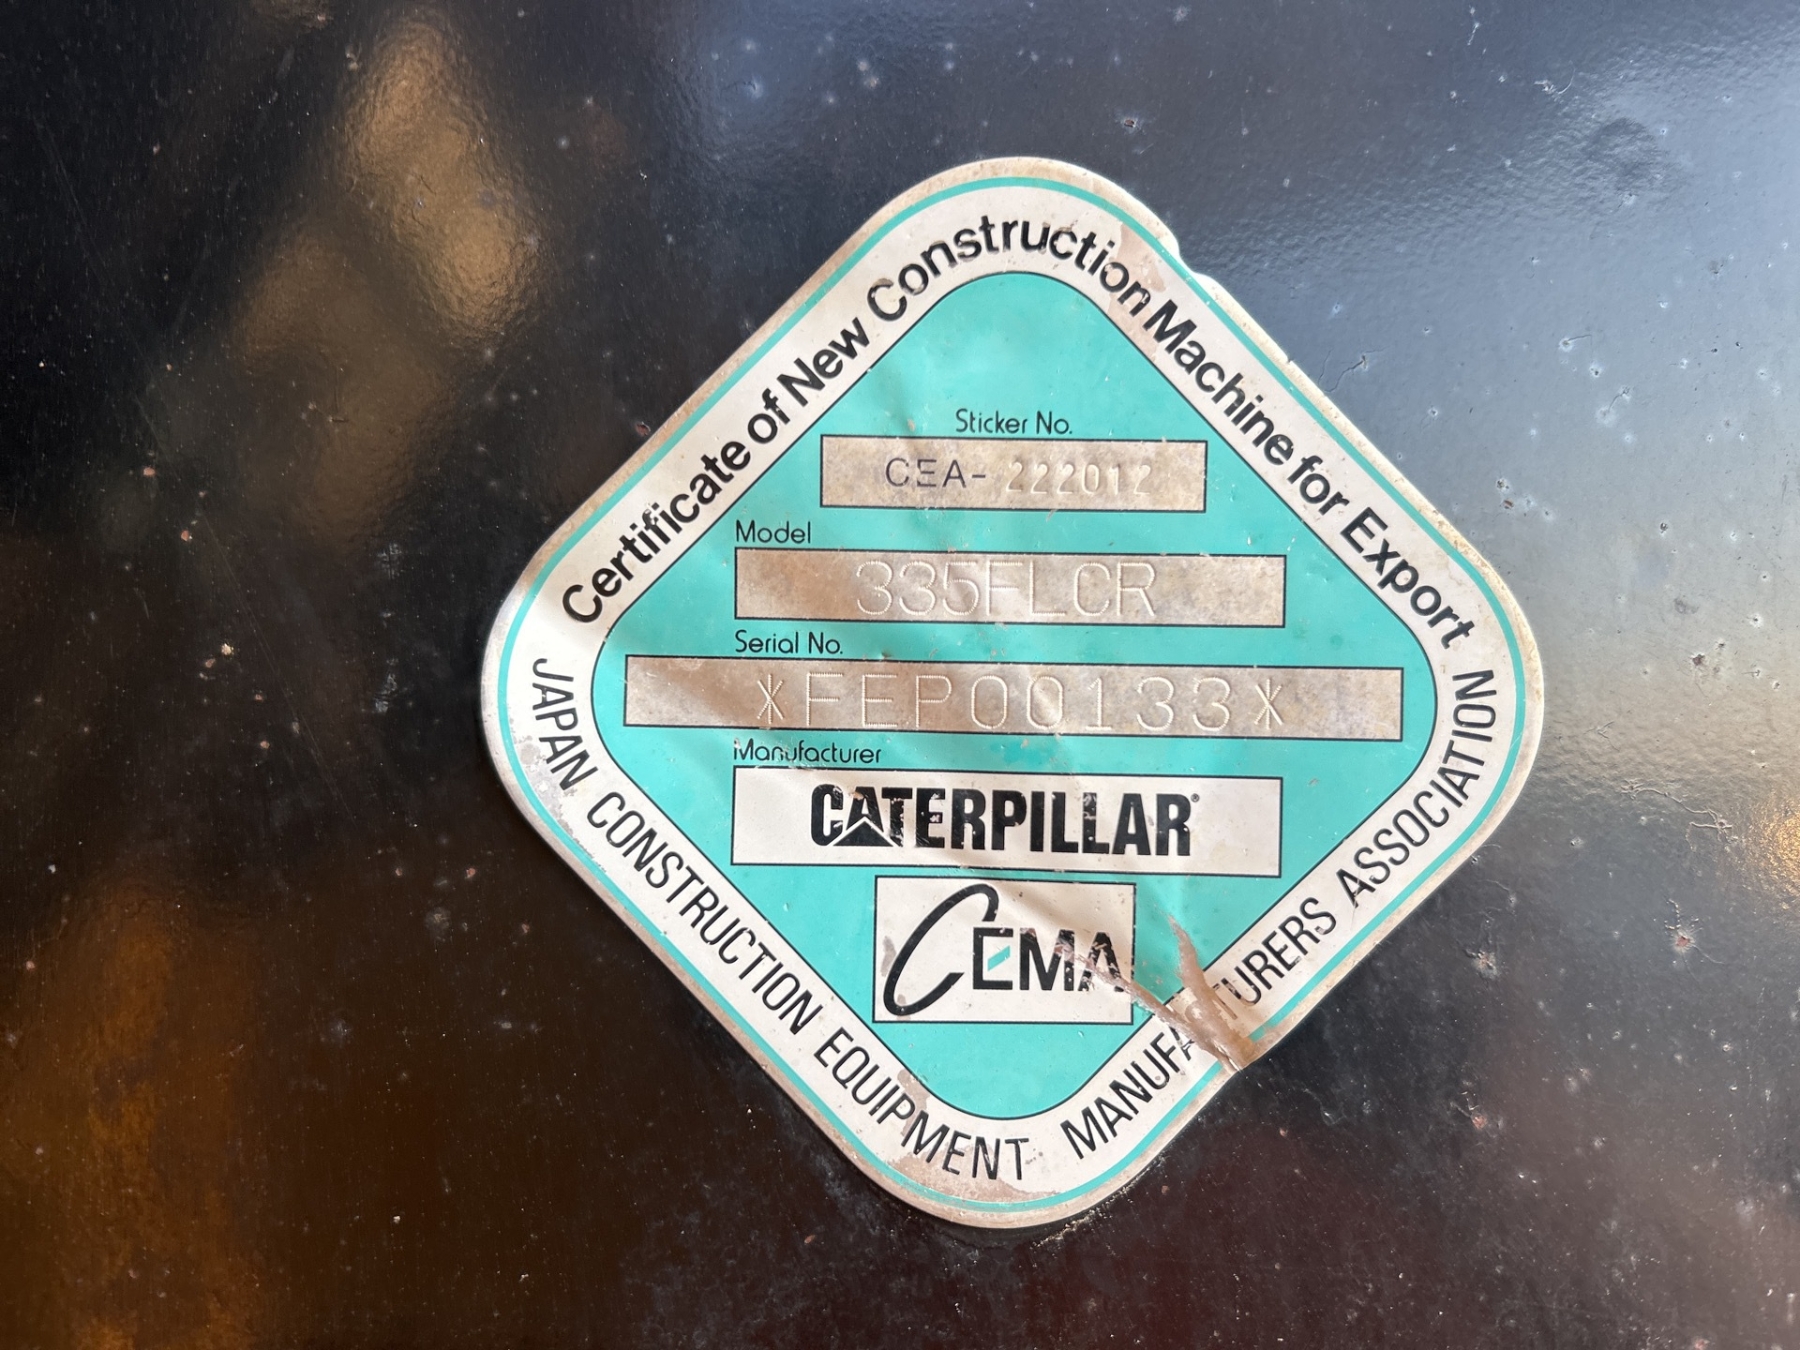 Certificate of New Construction Machine for Export
Sticker No.
CEA- 222012
Model
335FLCR
Serial No.
*FEP00133*
Manufacturer
CATERPILLAR®
CEMA
JAPAN CONSTRUCTION EQUIPMENT MANUFACTURERS ASSOCIATION